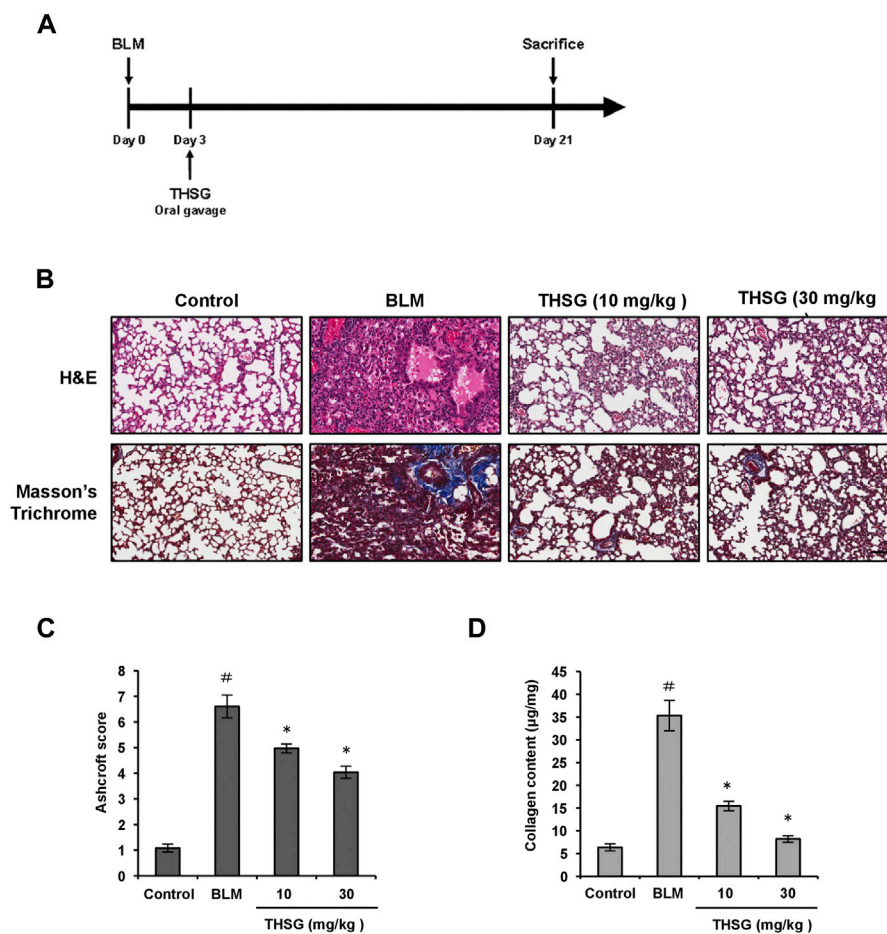 A
BLM
Sacrifice
Day 0
Day 3
Day 21
THSG
Oral gavage
B
Control
BLM
THSG (10 mg/kg )
THSG (30 mg/kg
H&E
Masson's
Trichrome
C
D
8
7
6
5
4
3
2
1
0
Ashcroft score
#
*
*
Control
BLM
10
30
THSG (mg/kg )
45
40
35
30
25
20
15
10
5
0
Collagen content (µg/mg)
#
*
*
Control
BLM
10
30
THSG (mg/kg )